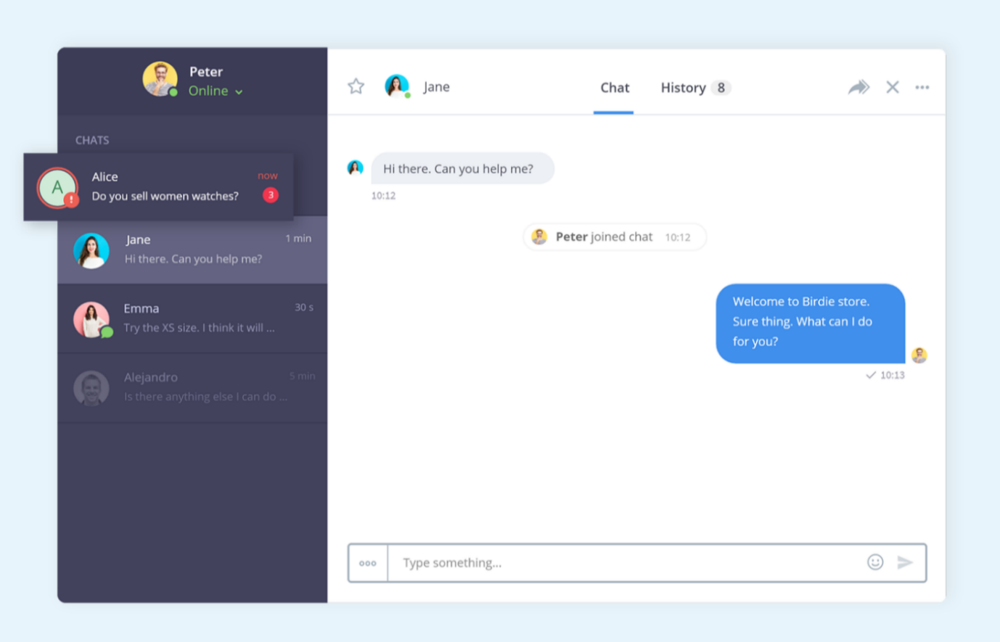 Peter
Online
CHATS
A
!
Alice
now
Do you sell women watches?
3
Jane
1 min
Hi there. Can you help me?
Emma
30 s
Try the XS size. I think it will ...
Alejandro
5 min
Is there anything else I can do ...
Jane
Chat
History 8
Hi there. Can you help me?
10:12
Peter joined chat 10:12
Welcome to Birdie store.
Sure thing. What can I do
for you?
10:13
Type something...